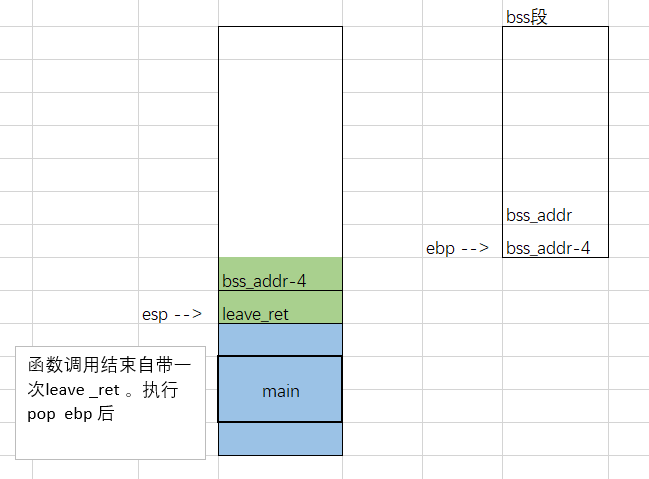 bss段
bss_addr
ebp -->
bss_addr-4
bss_addr-4
esp -->
leave_ret
函数调用结束自带一
次leave _ret 。执行
pop  ebp 后
main